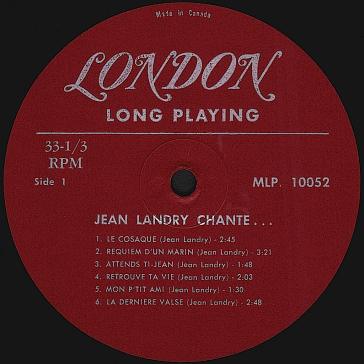 Made in Canada
LONDON
LONG PLAYING
33-1/3
RPM
Side 1
MLP. 10052
JEAN LANDRY CHANTE...
1. LE COSAQUE (Jean Landry) - 2:45
2. REQUIEM D'UN MARIN (Jean Landry) - 3:21
3. ATTENDS TI-JEAN (Jean Landry) - 1:48
4. RETROUVE TA VIE (Jean Landry) - 2:03
5. MON P'TIT AMI (Jean Landry) - 1:30
6. LA DERNIERE VALSE (Jean Landry) - 2:48